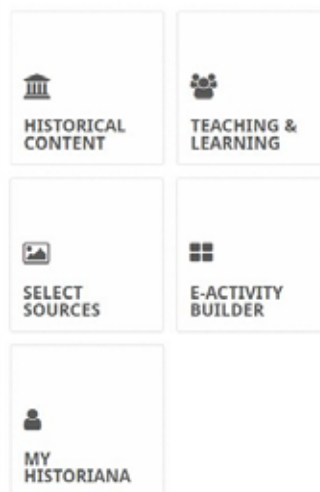 HISTORICAL
CONTENT
TEACHING &
LEARNING
SELECT
SOURCES
E-ACTIVITY
BUILDER
MY
HISTORIANA